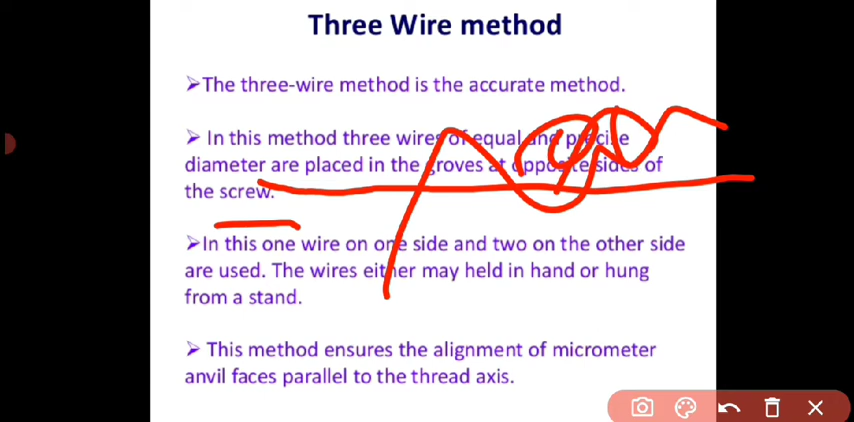 Three Wire method
➢The three-wire method is the accurate method.
➢ In this method three wires of equal and precise
diameter are placed in the groves at opposite sides of
the screw.
➢In this one wire on one side and two on the other side
are used. The wires either may held in hand or hung
from a stand.
➢ This method ensures the alignment of micrometer
anvil faces parallel to the thread axis.